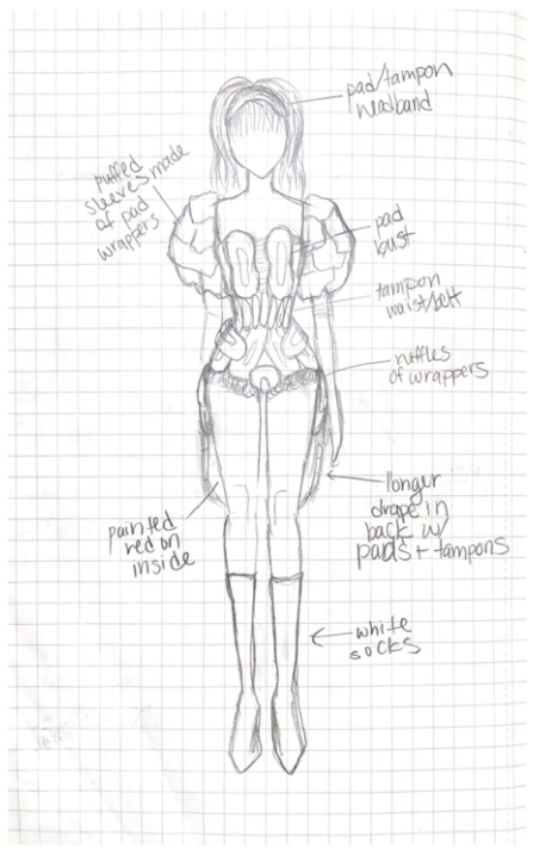 pad/tampon
headband
puffed
sleeves made
of pad
wrappers
pad
bust
tampon
waist/belt
ruffles
of wrappers
longer
drape in
back w/
pads + tampons
painted
red on
inside
white
socks